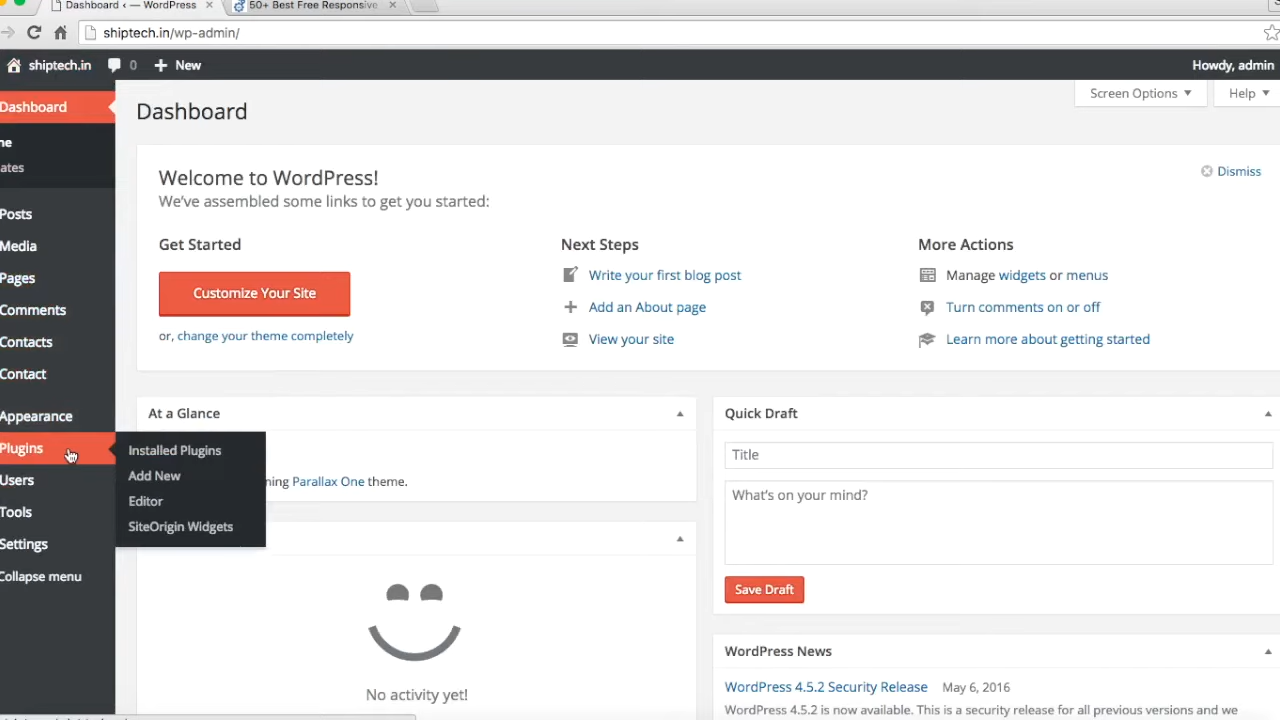 Dashboard ‹ — WordPress × 50+ Best Free Responsive ×
shiptech.in/wp-admin/
shiptech.in 0 + New Howdy, admin
Screen Options ▼ Help ▼
Dashboard
Dashboard
ne
ates
Posts
Media
Pages
Comments
Contacts
Contact
Appearance
Plugins
Users
Tools
Settings
Collapse menu
Installed Plugins
Add New
Editor
SiteOrigin Widgets
Welcome to WordPress!
We've assembled some links to get you started:
Dismiss
Get Started
Customize Your Site
or, change your theme completely
Next Steps
Write your first blog post
Add an About page
View your site
More Actions
Manage widgets or menus
Turn comments on or off
Learn more about getting started
At a Glance
ning Parallax One theme.
No activity yet!
Quick Draft
Title
What's on your mind?
Save Draft
WordPress News
WordPress 4.5.2 Security Release May 6, 2016
WordPress 4.5.2 is now available. This is a security release for all previous versions and we